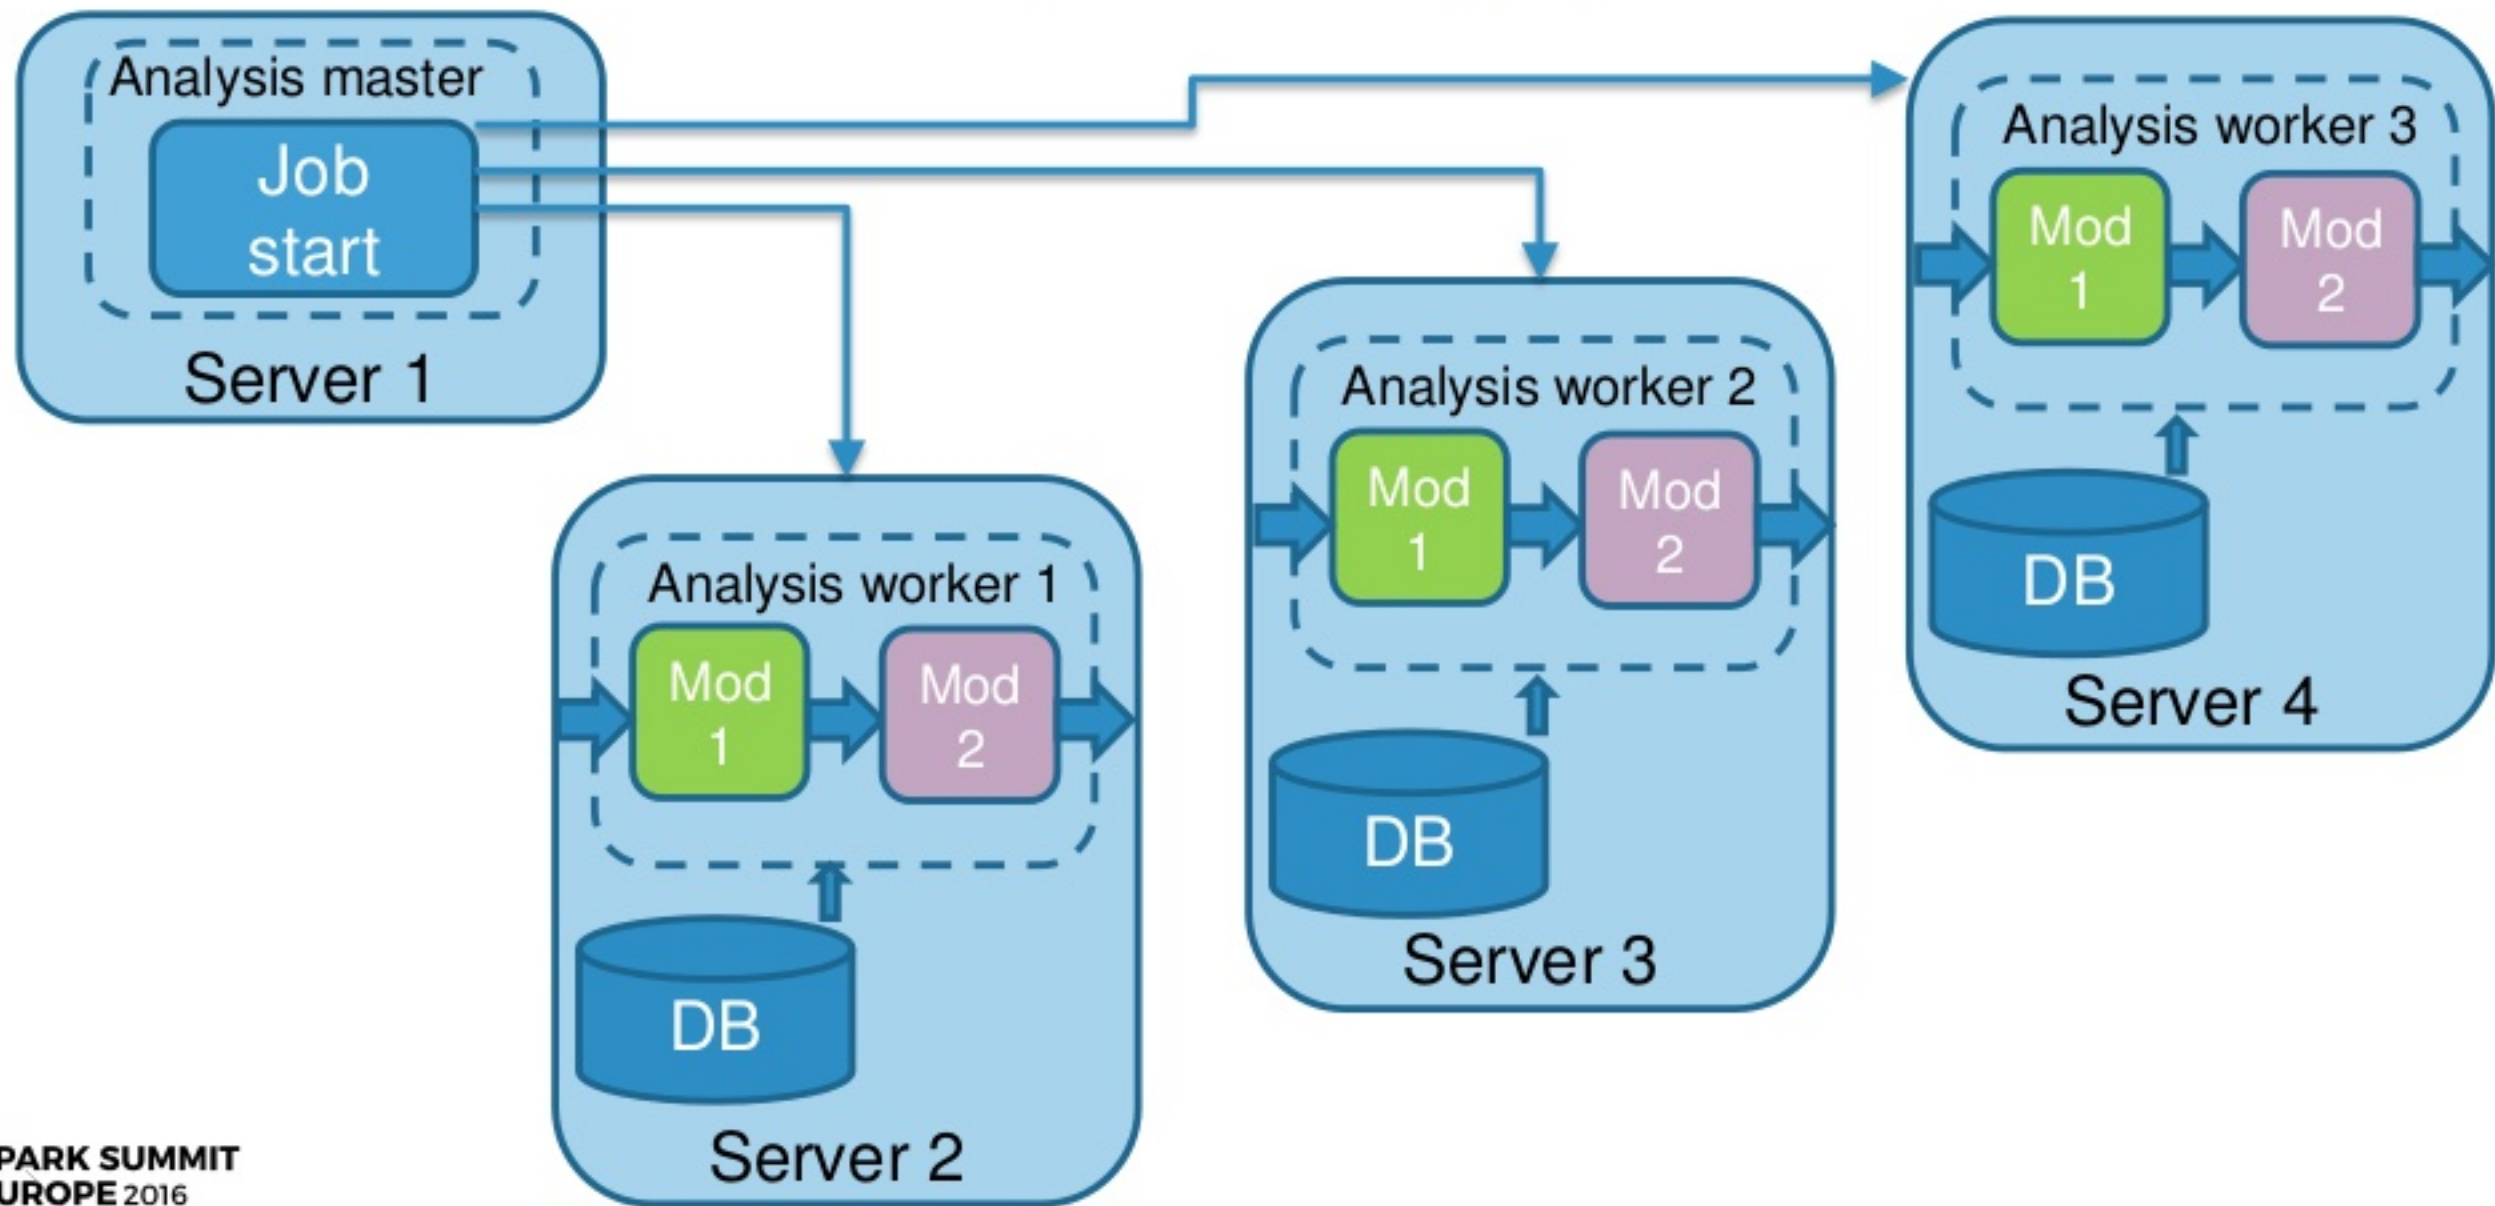 Analysis master
Job
start
Server 1
Analysis worker 1
Mod
1
Mod
2
DB
Server 2
Analysis worker 2
Mod
1
Mod
2
DB
Server 3
Analysis worker 3
Mod
1
Mod
2
DB
Server 4
PARK SUMMIT
UROPE 2016